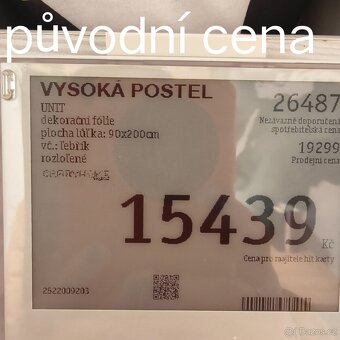 původní cena
VYSOKÁ POSTEL
UNIT
dekorační fólie
plocha lůžka: 90x200cm
vč.: žebřík
rozložené
26487
Nezávazně doporučená
spotřebitelská cena
19299
Prodejní cena
15439 Kč
Cena pro majitele hit karty
2522009203